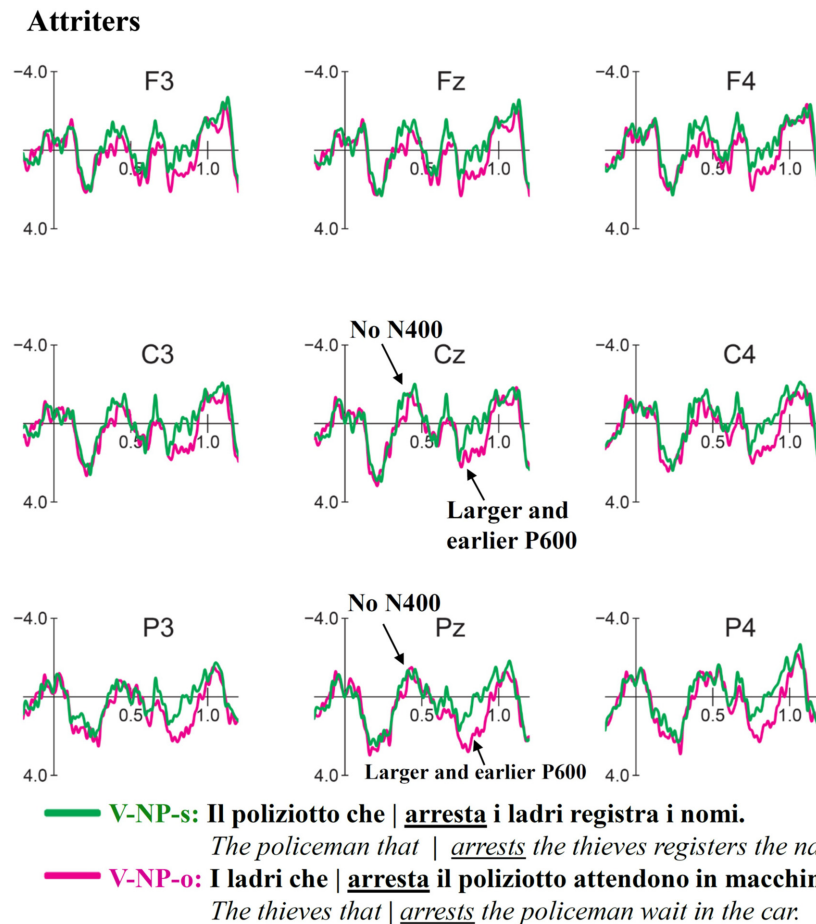 Attriters
-4.0 -4.0 -4.0
F3 Fz F4
0.5 1.0 0.5 1.0 0.5 1.0
4.0 4.0 4.0
No N400
-4.0 -4.0 -4.0
C3 Cz C4
0.5 1.0 0.5 1.0 0.5 1.0
4.0 4.0 4.0
Larger and
earlier P600
No N400
-4.0 -4.0 -4.0
P3 Pz P4
0.5 1.0 0.5 1.0 0.5 1.0
4.0 4.0 4.0
Larger and earlier P600
V-NP-s: Il poliziotto che | arresta i ladri registra i nomi.
The policeman that | arrests the thieves registers the na
V-NP-o: I ladri che | arresta il poliziotto attendono in macchin
The thieves that | arrests the policeman wait in the car.